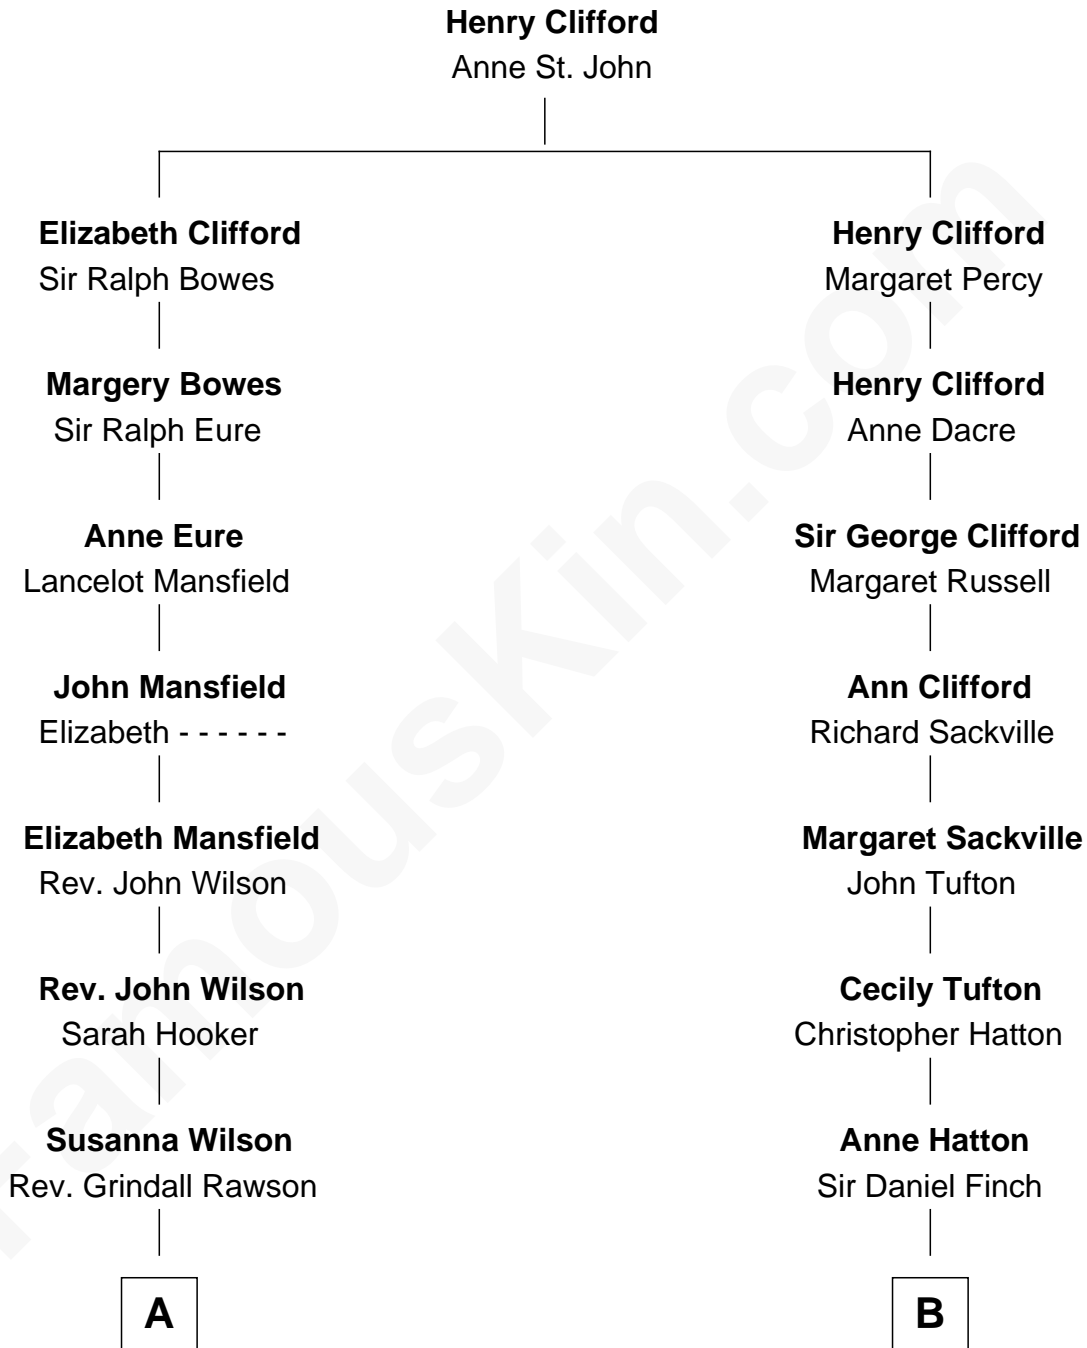 Henry Clifford
Anne St. John
Elizabeth Clifford
Sir Ralph Bowes
Henry Clifford
Margaret Percy
Margery Bowes
Sir Ralph Eure
Henry Clifford
Anne Dacre
Anne Eure
Lancelot Mansfield
Sir George Clifford
Margaret Russell
John Mansfield
Elizabeth - - - - - -
Ann Clifford
Richard Sackville
Elizabeth Mansfield
Rev. John Wilson
Margaret Sackville
John Tufton
Rev. John Wilson
Sarah Hooker
Cecily Tufton
Christopher Hatton
Susanna Wilson
Rev. Grindall Rawson
Anne Hatton
Sir Daniel Finch
A
B
FamousKin.com